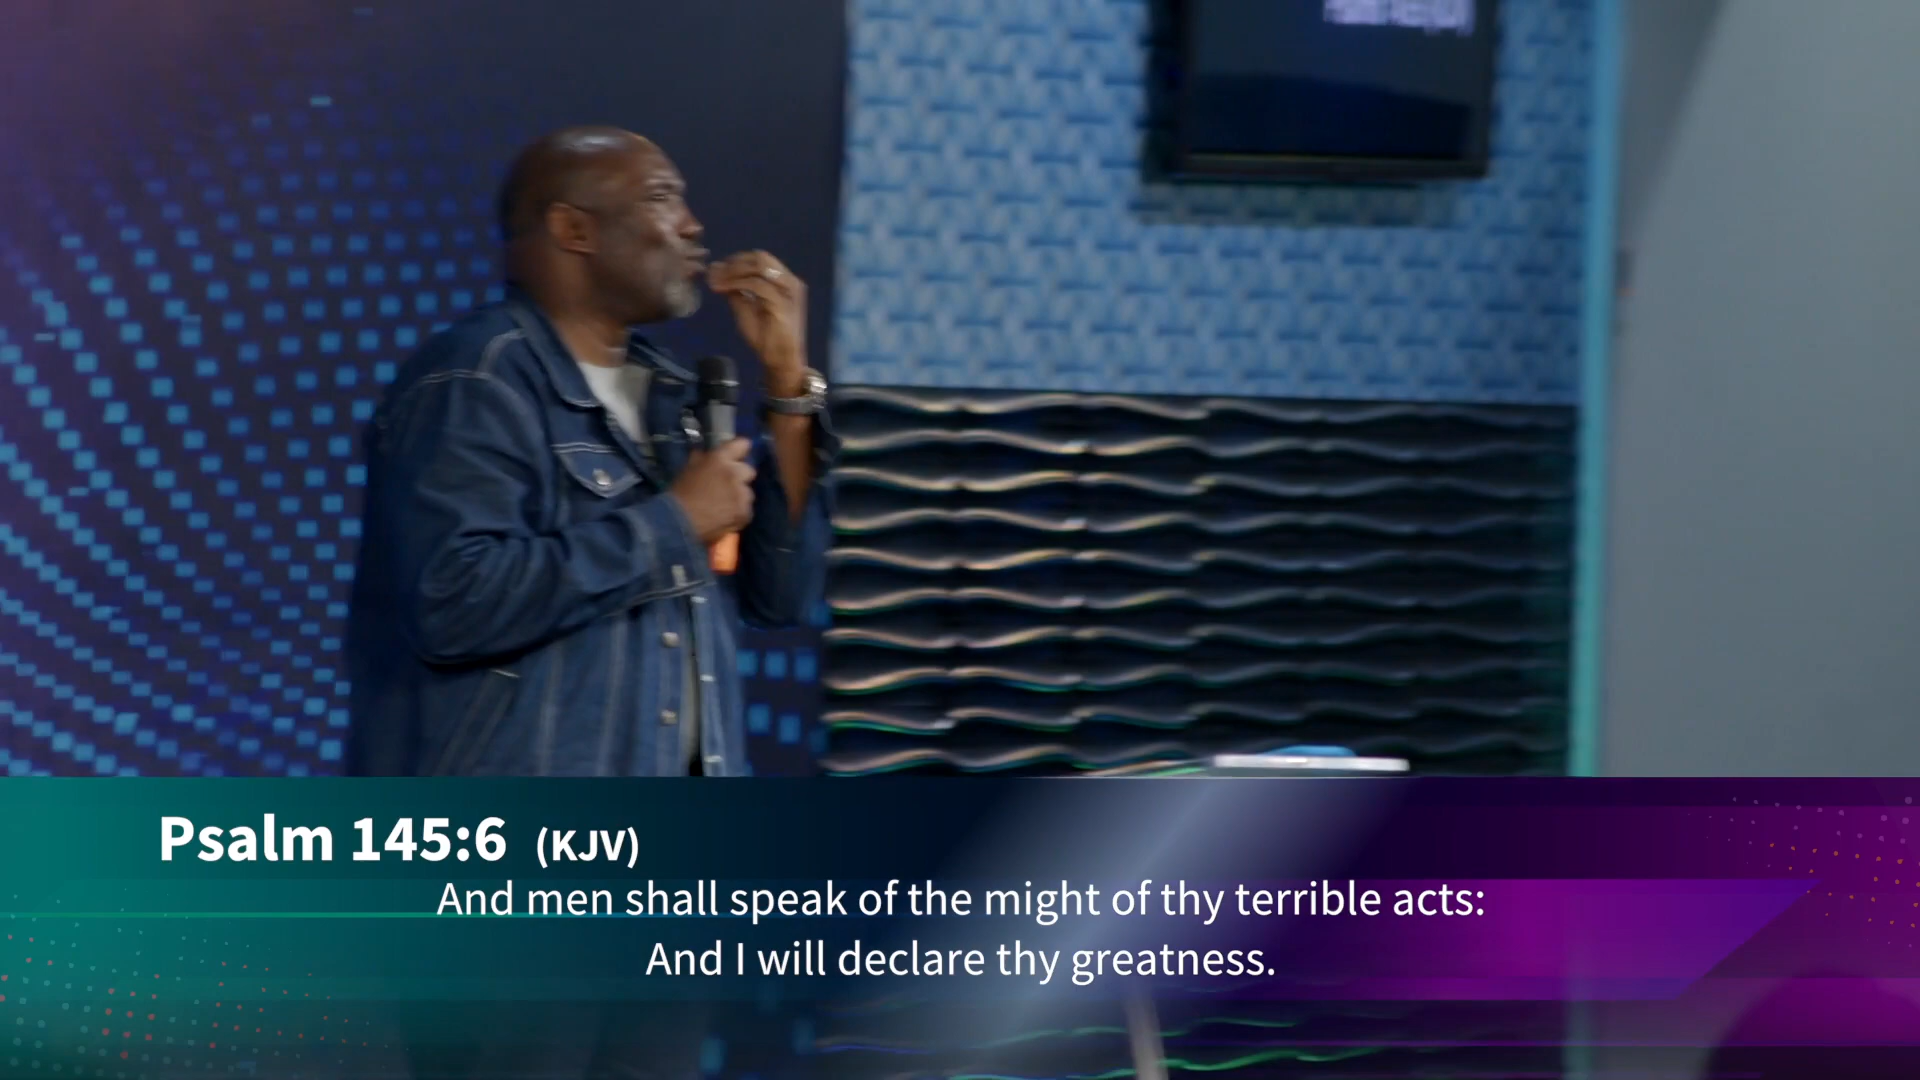 Psalm 145:6 (KJV)
And men shall speak of the might of thy terrible acts:
And I will declare thy greatness.